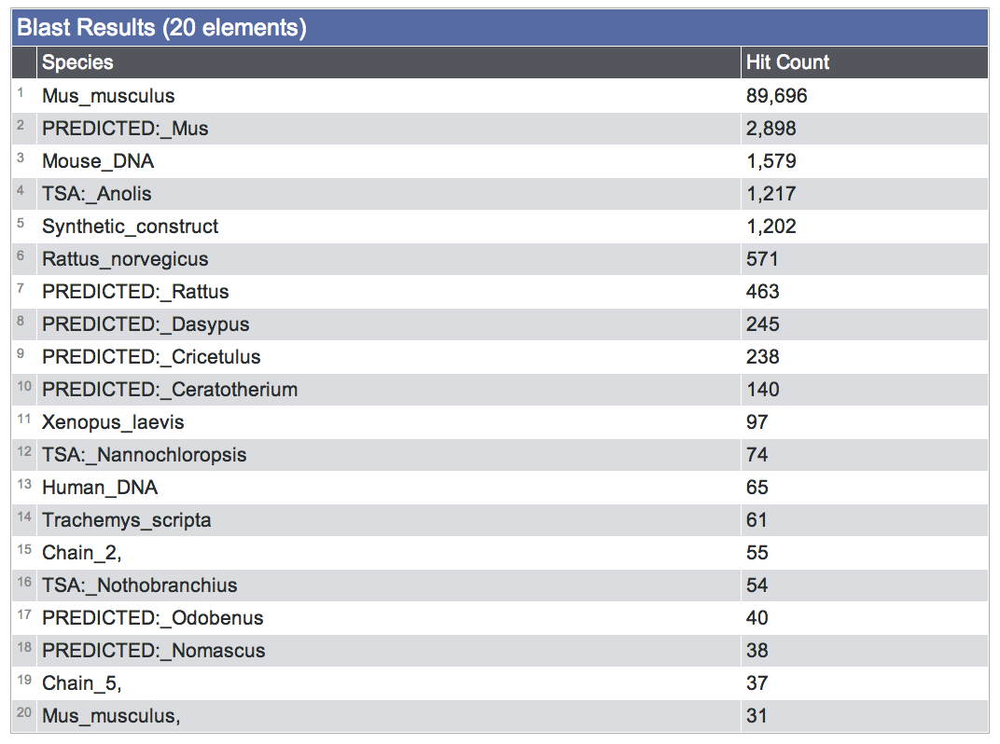 Blast Results (20 elements)
Species Hit Count
1 Mus_musculus 89,696
2 PREDICTED:_Mus 2,898
3 Mouse_DNA 1,579
4 TSA:_Anolis 1,217
5 Synthetic_construct 1,202
6 Rattus_norvegicus 571
7 PREDICTED:_Rattus 463
8 PREDICTED:_Dasypus 245
9 PREDICTED:_Cricetulus 238
10 PREDICTED:_Ceratotherium 140
11 Xenopus_laevis 97
12 TSA:_Nannochloropsis 74
13 Human_DNA 65
14 Trachemys_scripta 61
15 Chain_2, 55
16 TSA:_Nothobranchius 54
17 PREDICTED:_Odobenus 40
18 PREDICTED:_Nomascus 38
19 Chain_5, 37
20 Mus_musculus, 31